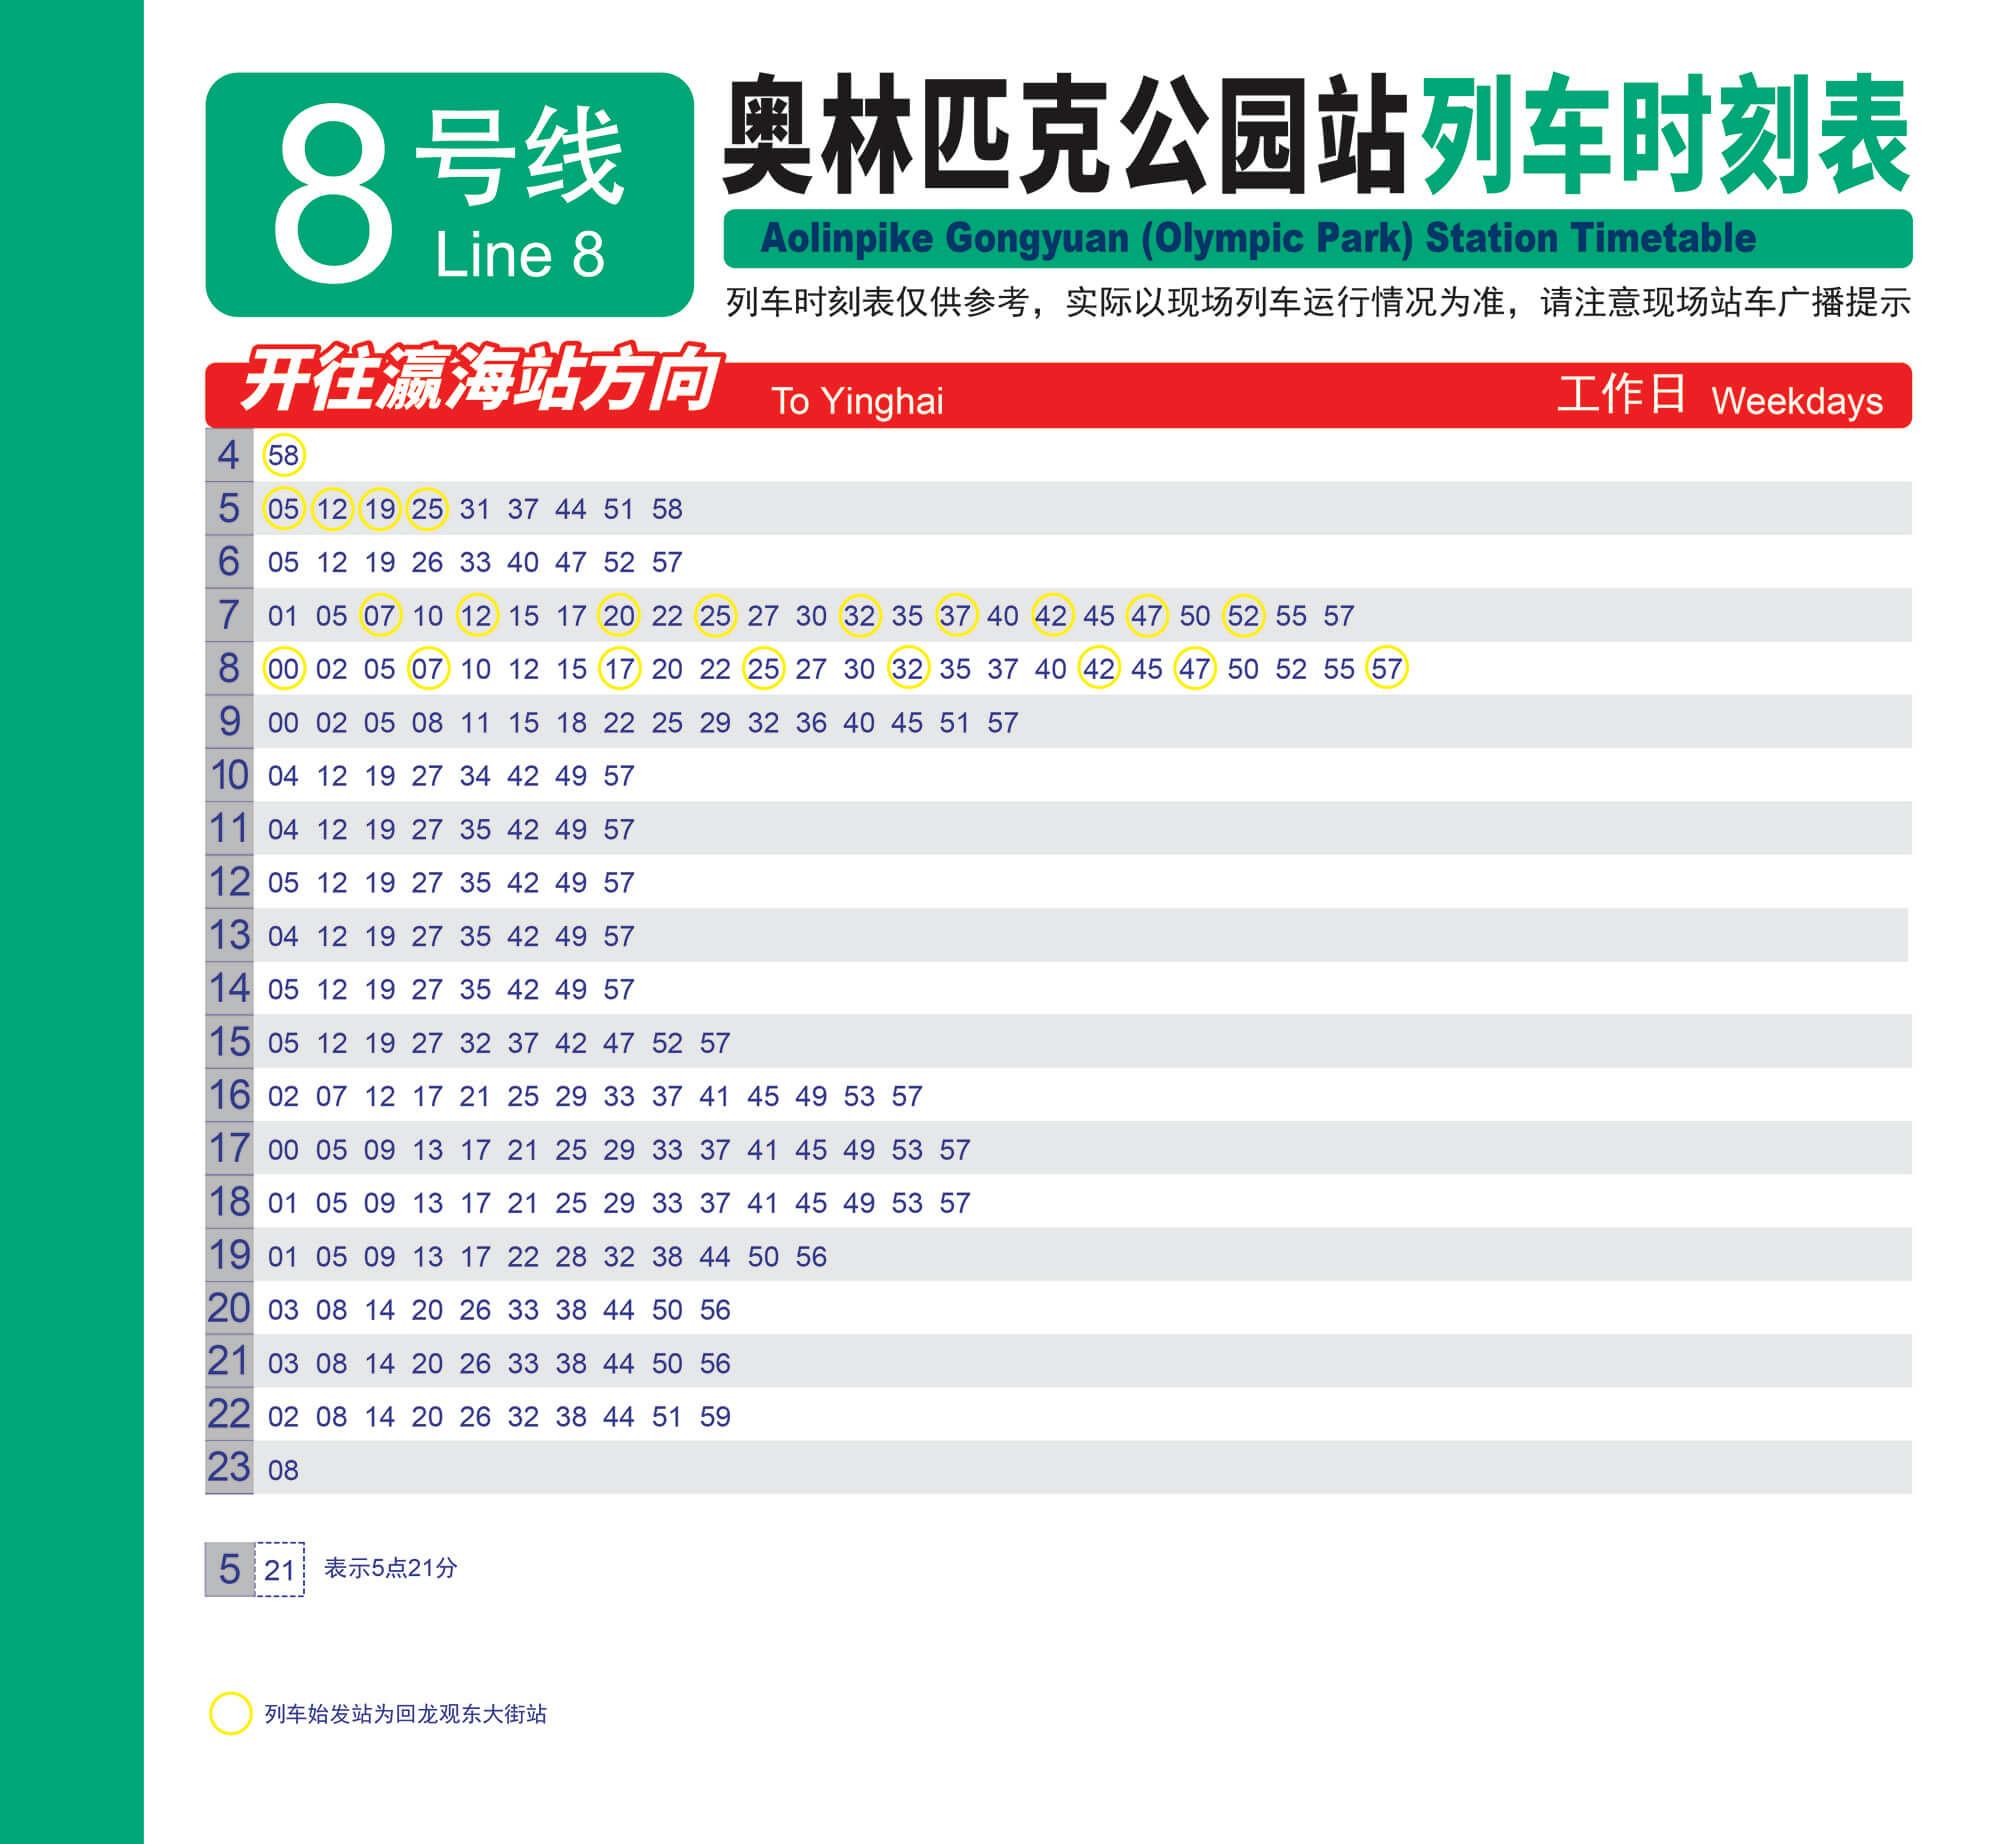 8号线
Line 8
奥林匹克公园站列车时刻表
Aolinpike Gongyuan (Olympic Park) Station Timetable
列车时刻表仅供参考，实际以现场列车运行情况为准，请注意现场站车广播提示
开往瀛海站方向 To Yinghai 工作日 Weekdays
4 58
5 05 12 19 25 31 37 44 51 58
6 05 12 19 26 33 40 47 52 57
7 01 05 07 10 12 15 17 20 22 25 27 30 32 35 37 40 42 45 47 50 52 55 57
8 00 02 05 07 10 12 15 17 20 22 25 27 30 32 35 37 40 42 45 47 50 52 55 57
9 00 02 05 08 11 15 18 22 25 29 32 36 40 45 51 57
10 04 12 19 27 34 42 49 57
11 04 12 19 27 35 42 49 57
12 05 12 19 27 35 42 49 57
13 04 12 19 27 35 42 49 57
14 05 12 19 27 35 42 49 57
15 05 12 19 27 32 37 42 47 52 57
16 02 07 12 17 21 25 29 33 37 41 45 49 53 57
17 00 05 09 13 17 21 25 29 33 37 41 45 49 53 57
18 01 05 09 13 17 21 25 29 33 37 41 45 49 53 57
19 01 05 09 13 17 22 28 32 38 44 50 56
20 03 08 14 20 26 33 38 44 50 56
21 03 08 14 20 26 33 38 44 50 56
22 02 08 14 20 26 32 38 44 51 59
23 08
5 21 表示5点21分
列车始发站为回龙观东大街站